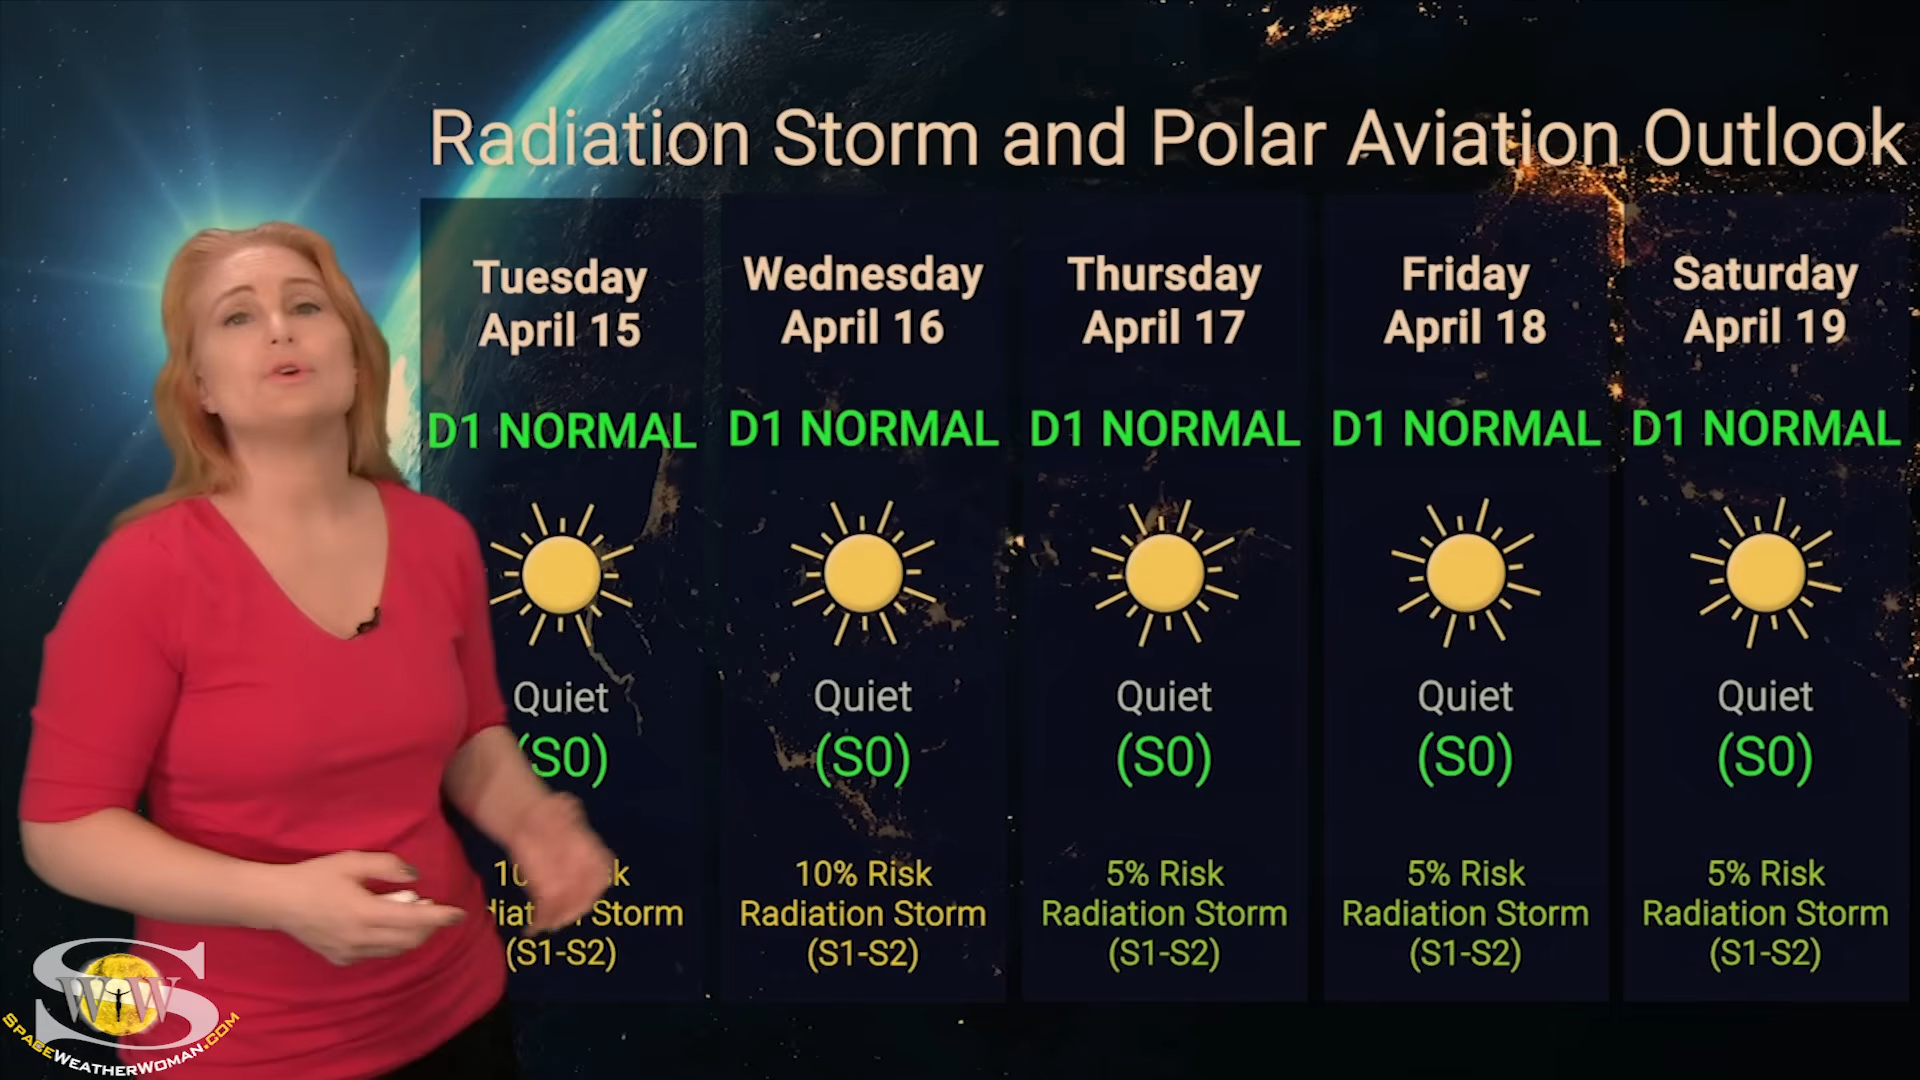 Radiation Storm and Polar Aviation Outlook
Tuesday
April 15
D1 NORMAL
Quiet
(S0)
Storm
(S1-S2)
Wednesday
April 16
D1 NORMAL
Quiet
(S0)
10% Risk
Radiation Storm
(S1-S2)
Thursday
April 17
D1 NORMAL
Quiet
(S0)
5% Risk
Radiation Storm
(S1-S2)
Friday
April 18
D1 NORMAL
Quiet
(S0)
5% Risk
Radiation Storm
(S1-S2)
Saturday
April 19
D1 NORMAL
Quiet
(S0)
5% Risk
Radiation Storm
(S1-S2)
SWW
SPACEWEATHERWOMAN.COM